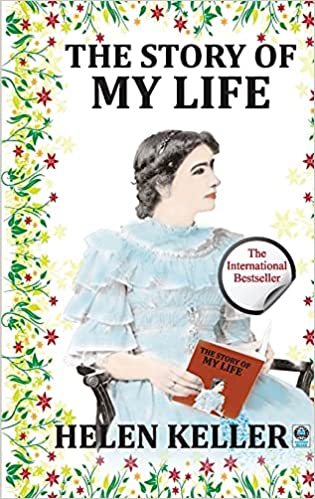 THE STORY OF
MY LIFE
The
International
Bestseller
THE STORY OF
MY LIFE
HELEN KELLER